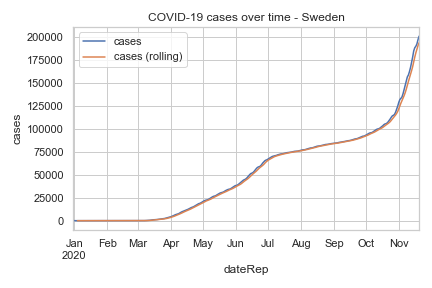 COVID-19 cases over time - Sweden
cases
cases (rolling)
200000
175000
150000
125000
100000
75000
50000
25000
0
cases
Jan Feb Mar Apr May Jun Jul Aug Sep Oct Nov
2020
dateRep